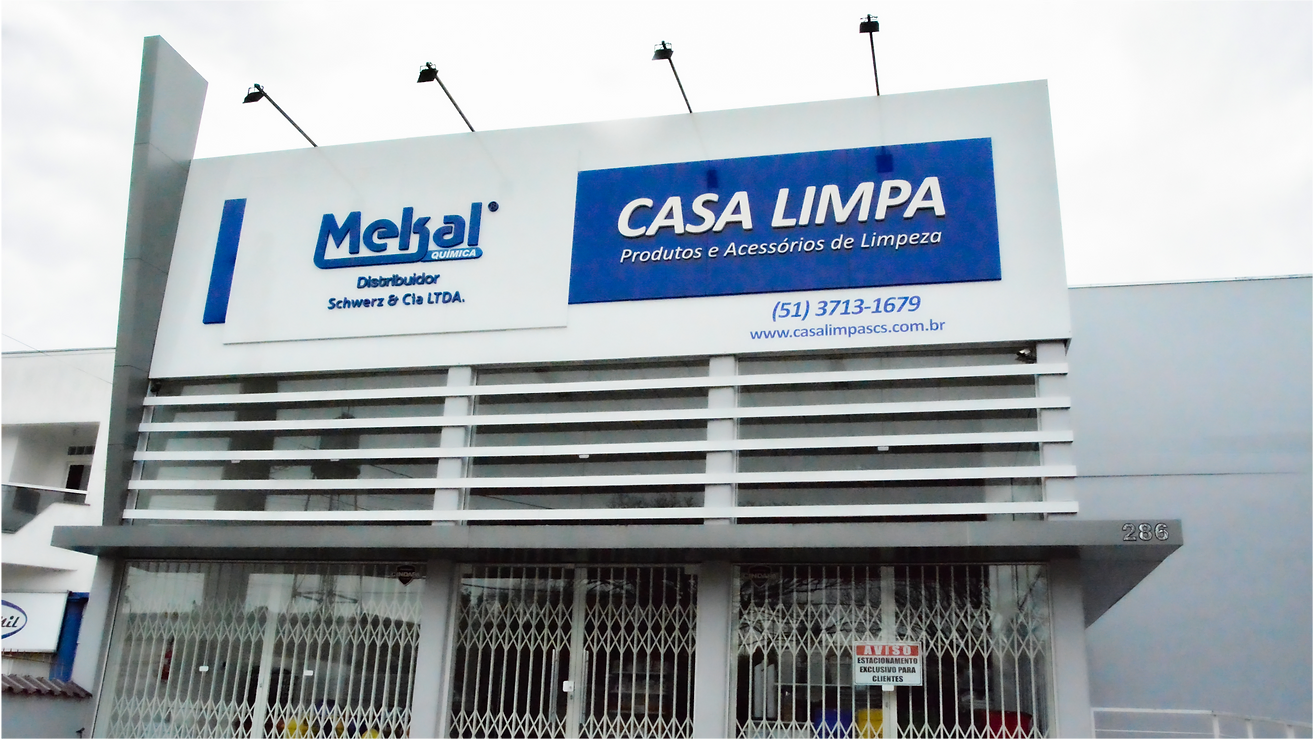 Mekal®
QUÍMICA
Distribuidor
Schwerz & Cia LTDA.
CASA LIMPA
Produtos e Acessórios de Limpeza
(51) 3713-1679
www.casalimpascs.com.br
286
AVISO
ESTACIONAMENTO
EXCLUSIVO PARA
CLIENTES